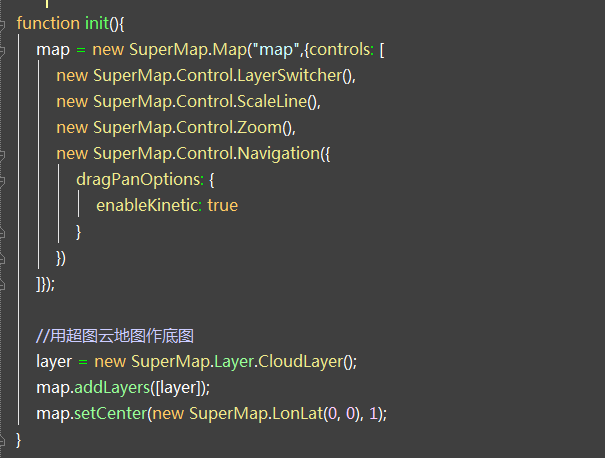 function init(){
map = new SuperMap.Map("map",{controls: [
new SuperMap.Control.LayerSwitcher(),
new SuperMap.Control.ScaleLine(),
new SuperMap.Control.Zoom(),
new SuperMap.Control.Navigation({
dragPanOptions: {
enableKinetic: true
}
})
]});
//用超图云地图作底图
layer = new SuperMap.Layer.CloudLayer();
map.addLayers([layer]);
map.setCenter(new SuperMap.LonLat(0, 0), 1);
}